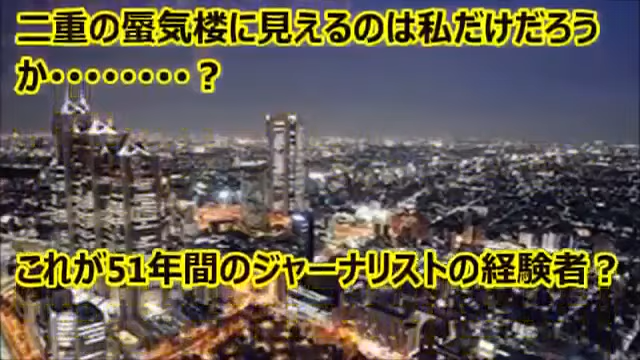 二重の蜃気楼に見えるのは私だけだろう
か・・・・・・・・？
これが51年間のジャーナリストの経験者？